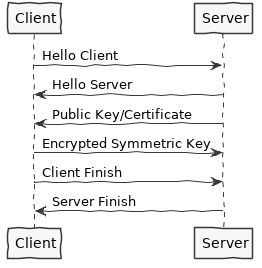 Client Server
Hello Client
Hello Server
Public Key/Certificate
Encrypted Symmetric Key
Client Finish
Server Finish
Client Server